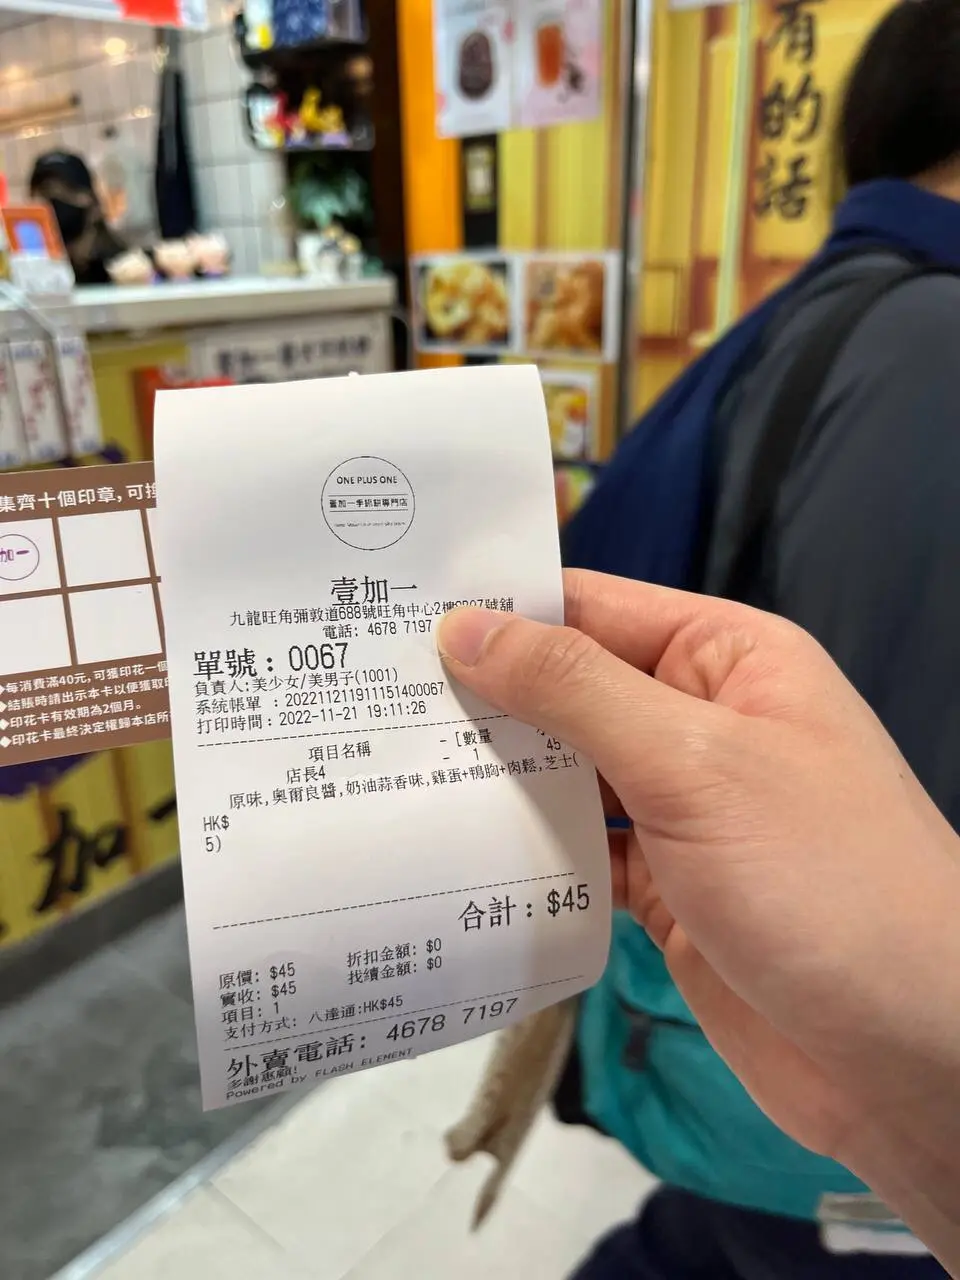 有的話
集齊十個印章,可換
加一
◆每消費滿40元,可獲印花一個
◆結賬時請出示本卡以便獲取印
◆印花卡有效期為2個月。
◆印花卡最終決定權歸本店所
加一
ONE PLUS ONE
壹加一手抓餅專門店
壹加一
九龍旺角彌敦道688號旺角中心2樓 號舖
電話: 4678 7197
單號: 0067
負責人:美少女/美男子(1001)
系統帳單 : 202211211911151400067
打印時間: 2022-11-21 19:11:26
項目名稱 - [數量
店長4 - 1 45
原味,奧爾良醬,奶油蒜香味,雞蛋+鴨胸+肉鬆,芝士(
HK$
5)
合計: $45
原價: $45 折扣金額: $0
實收: $45 找續金額: $0
項目: 1
支付方式: 八達通:HK$45
外賣電話: 4678 7197
多謝惠顧!
Powered by FLASH ELEMENT